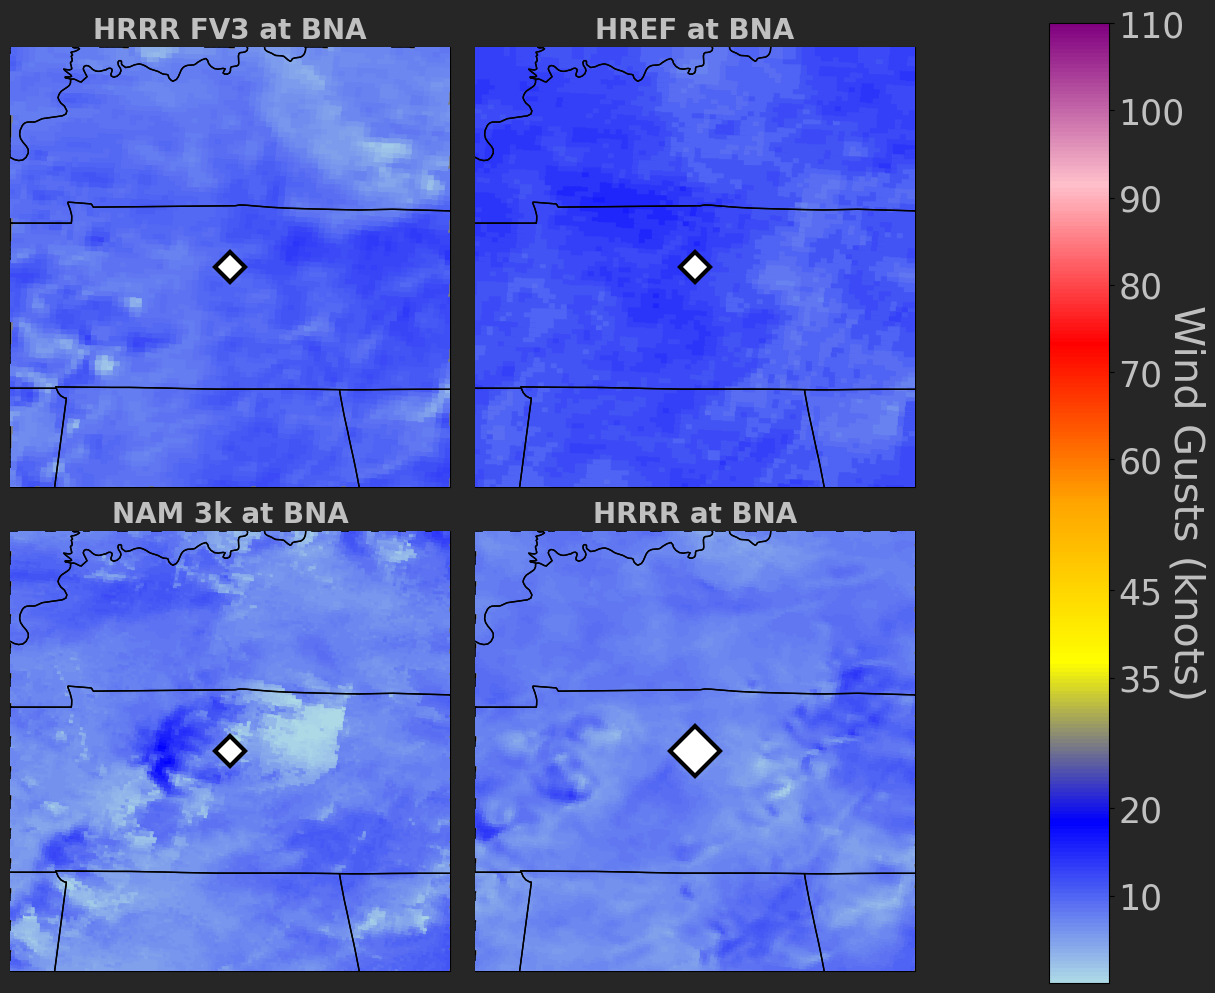 HRRR FV3 at BNA
HREF at BNA
NAM 3k at BNA
HRRR at BNA
110
100
90
80
70
60
45
35
20
10
Wind Gusts (knots)